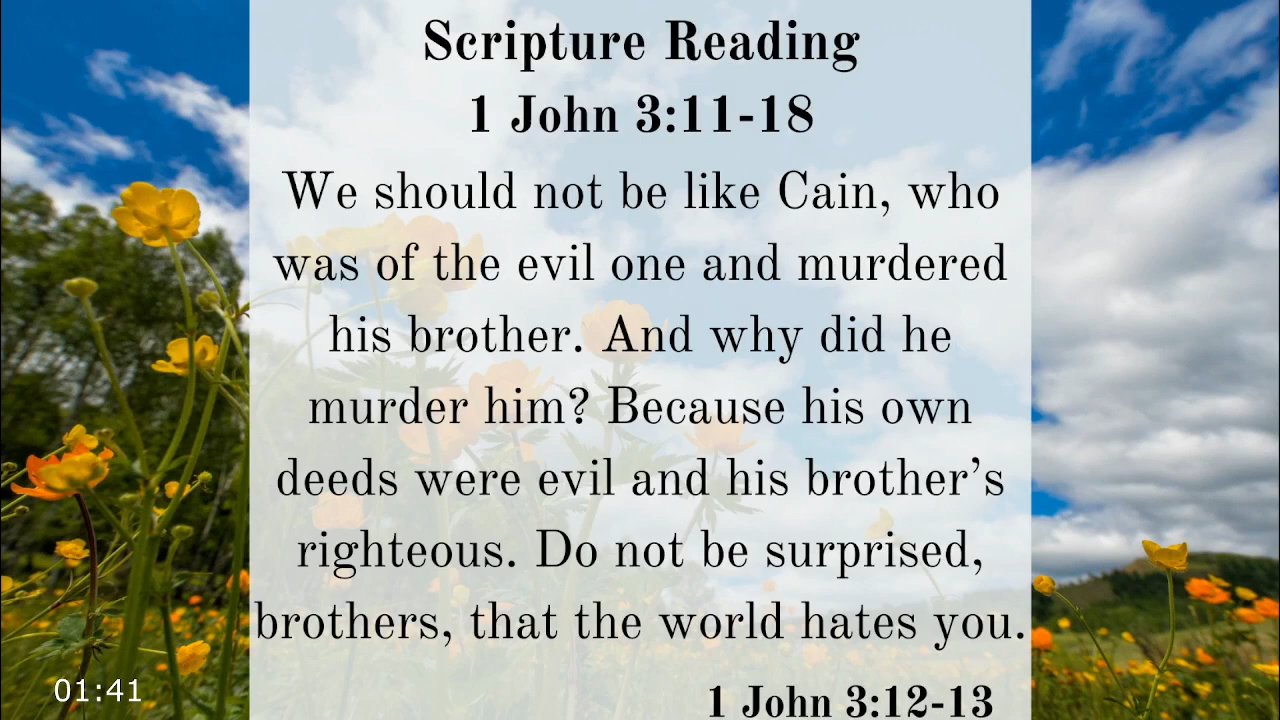 Scripture Reading
1 John 3:11-18
We should not be like Cain, who
was of the evil one and murdered
his brother. And why did he
murder him? Because his own
deeds were evil and his brother’s
righteous. Do not be surprised,
brothers, that the world hates you.
1 John 3:12-13
01:41